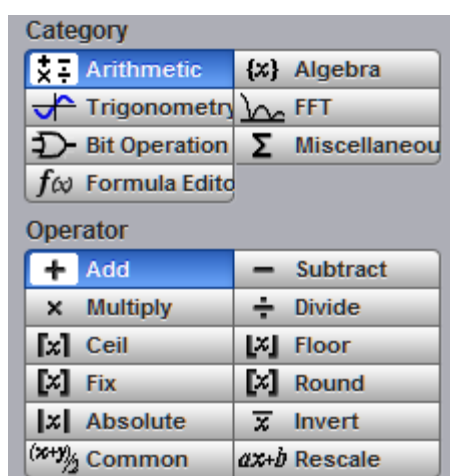 Category
Arithmetic {x} Algebra
Trigonometry FFT
Bit Operation Σ Miscellaneou
f(x) Formula Edito
Operator
+ Add − Subtract
× Multiply ÷ Divide
⌈x⌉ Ceil ⌊x⌋ Floor
[x] Fix [x] Round
|x| Absolute x̅ Invert
(x+y)/2 Common ax+b Rescale